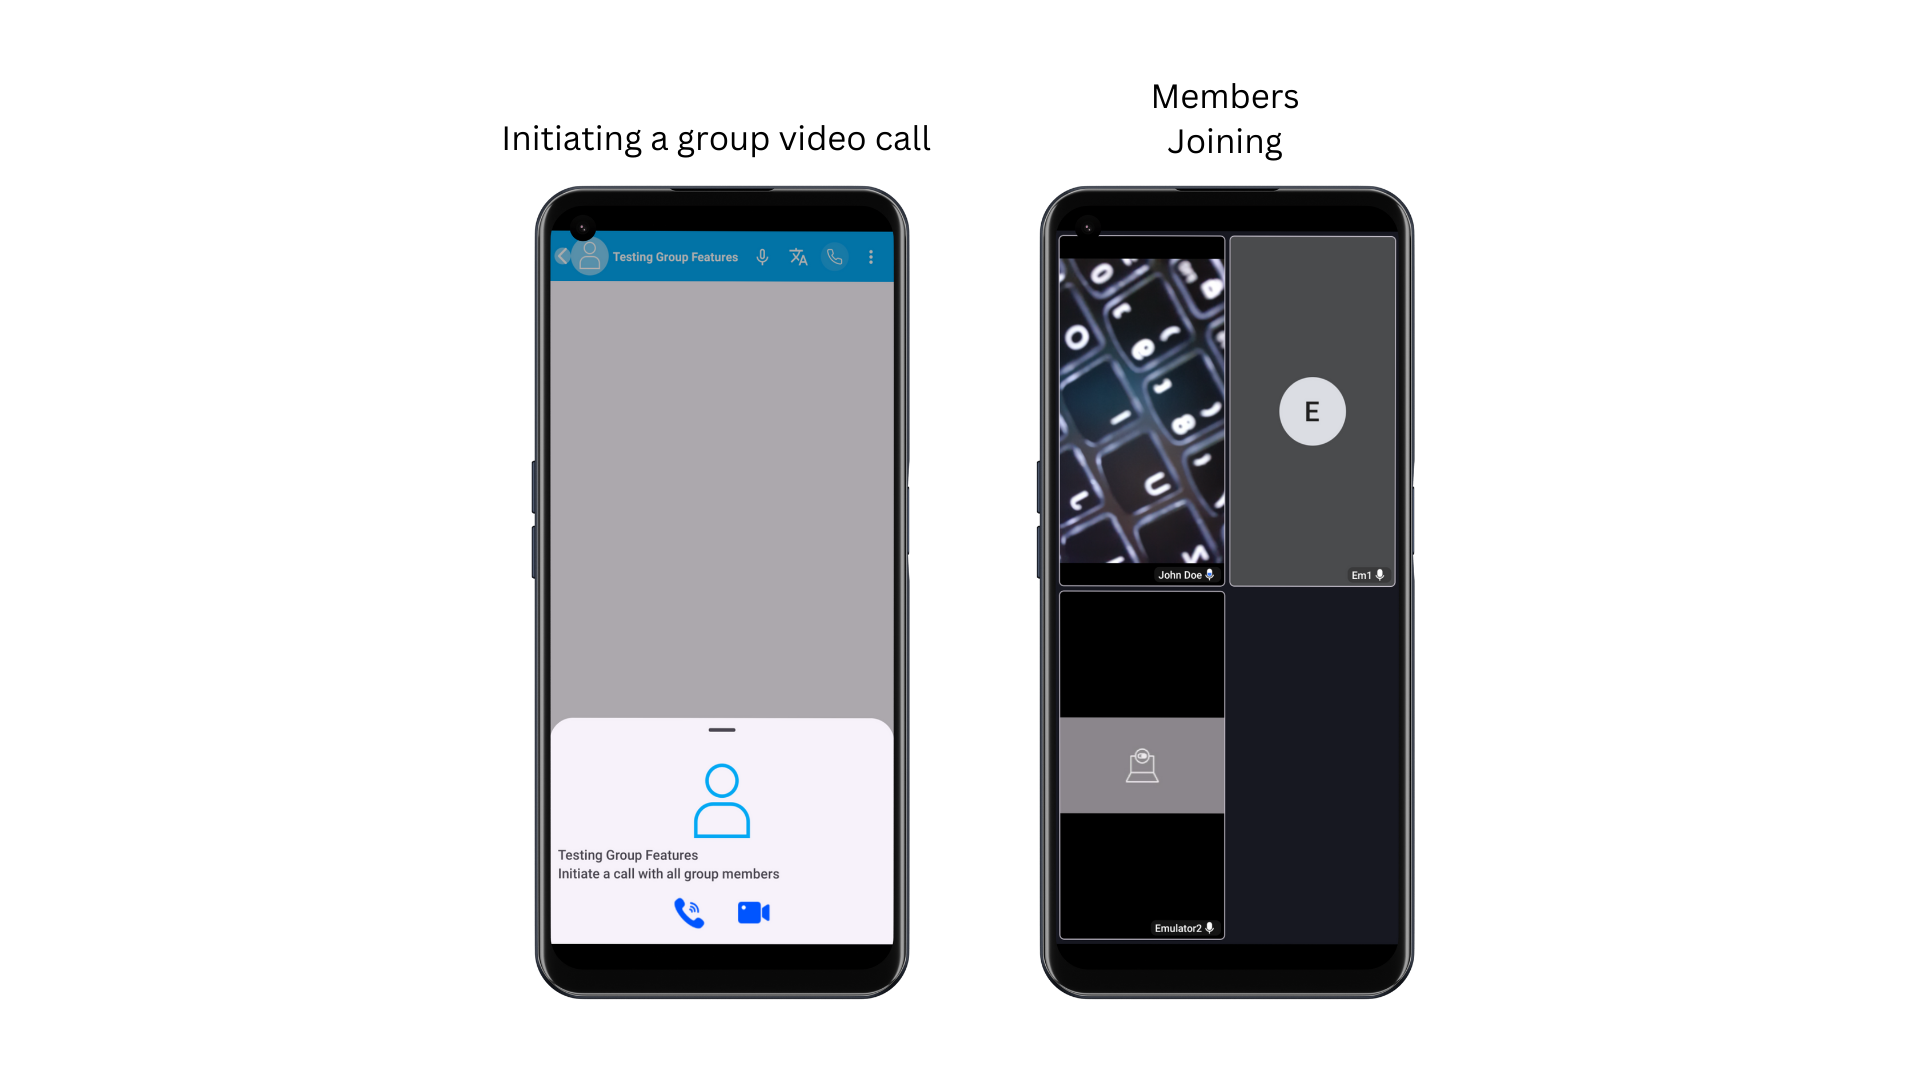 Initiating a group video call
Members
Joining
Testing Group Features
Testing Group Features
Initiate a call with all group members
John Doe
E
Em1
Emulator2